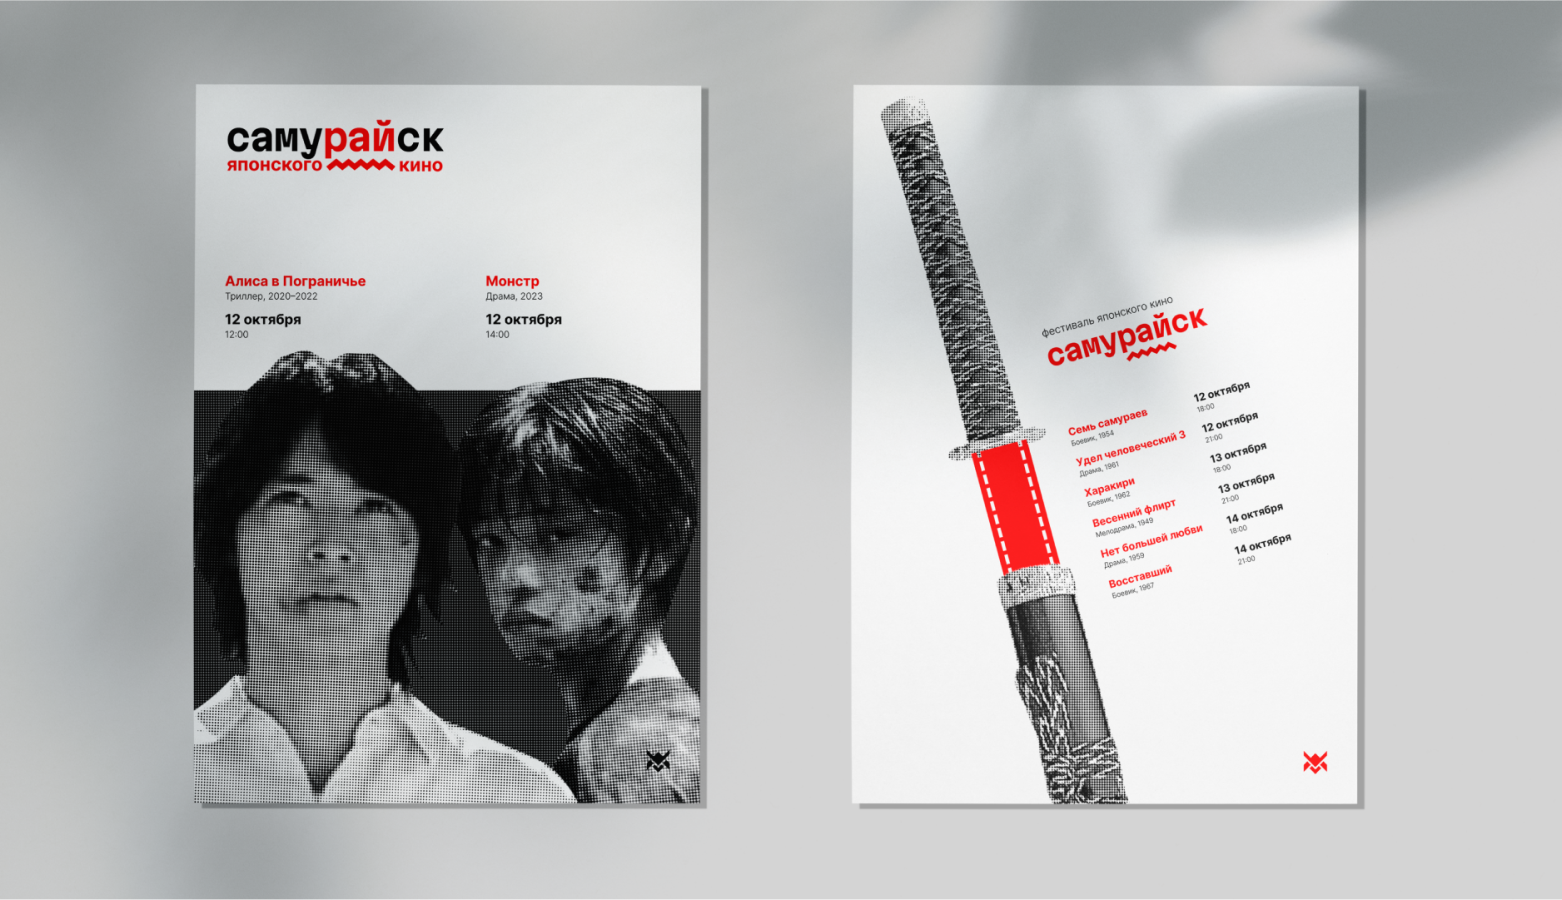 самурайск
японского кино
Алиса в Пограничье
Триллер, 2020–2022
12 октября
12:00
Монстр
Драма, 2023
12 октября
14:00
фестиваль японского кино
самурайск
Семь самураев
Боевик, 1954
12 октября
18:00
Удел человеческий 3
Драма, 1961
12 октября
21:00
Харакири
Боевик, 1962
13 октября
18:00
Весенний флирт
Мелодрама, 1949
13 октября
21:00
Нет большей любви
Драма, 1959
14 октября
18:00
Восставший
Боевик, 1967
14 октября
21:00